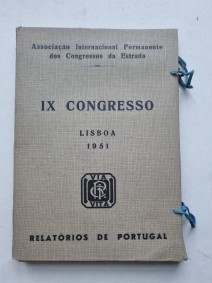 Associação Internacional Permanente
dos Congressos da Estrada
IX CONGRESSO
LISBOA
1951
VIA
VITA
RELATÓRIOS DE PORTUGAL